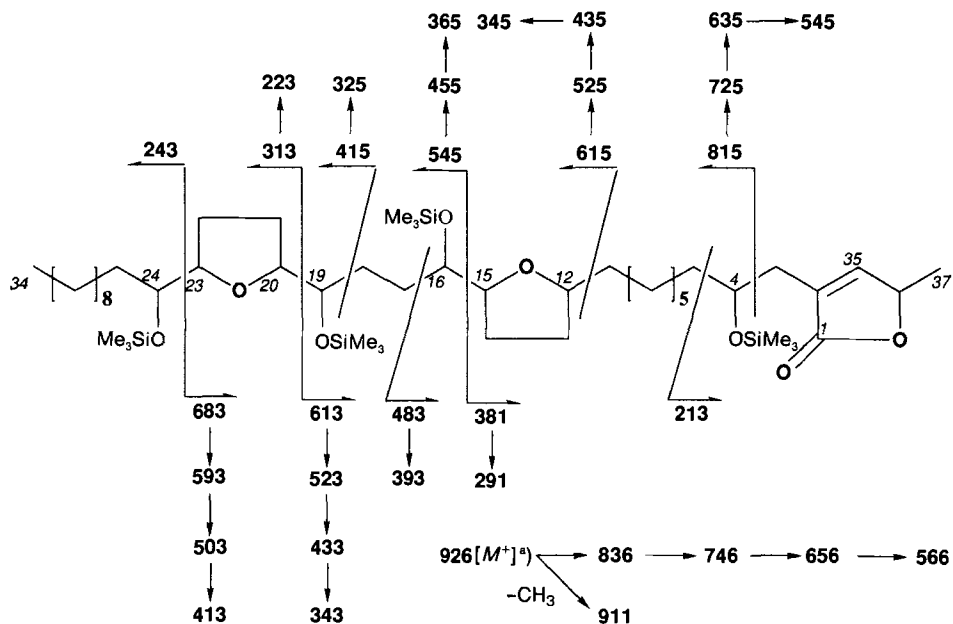 365 345 435 635 545
223 325 455 525 725
243 313 415 545 615 815
Me₃SiO
34 8 24 23 O 20 19 16 15 O 12 5 4 35 37
Me₃SiO OSiMe₃ OSiMe₃ 1 O O
683 613 483 381 213
593 523 393 291
503 433 926[M⁺]ᵃ) 836 746 656 566
–CH₃
413 343 911